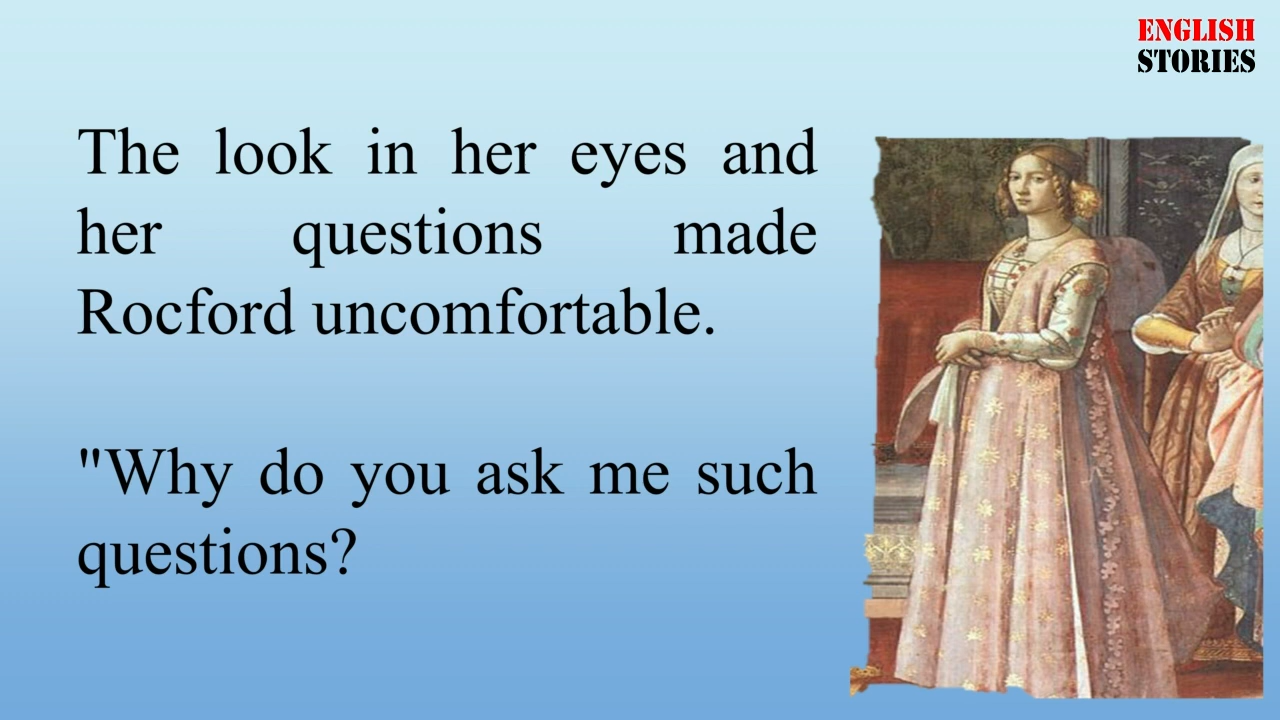 ENGLISH
STORIES
The look in her eyes and
her questions made
Rocford uncomfortable.
"Why do you ask me such
questions?